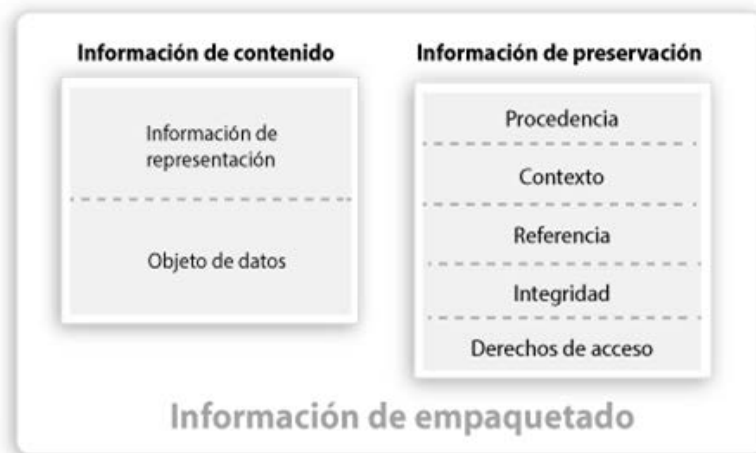 Información de contenido
Información de
representación
Objeto de datos
Información de preservación
Procedencia
Contexto
Referencia
Integridad
Derechos de acceso
Información de empaquetado